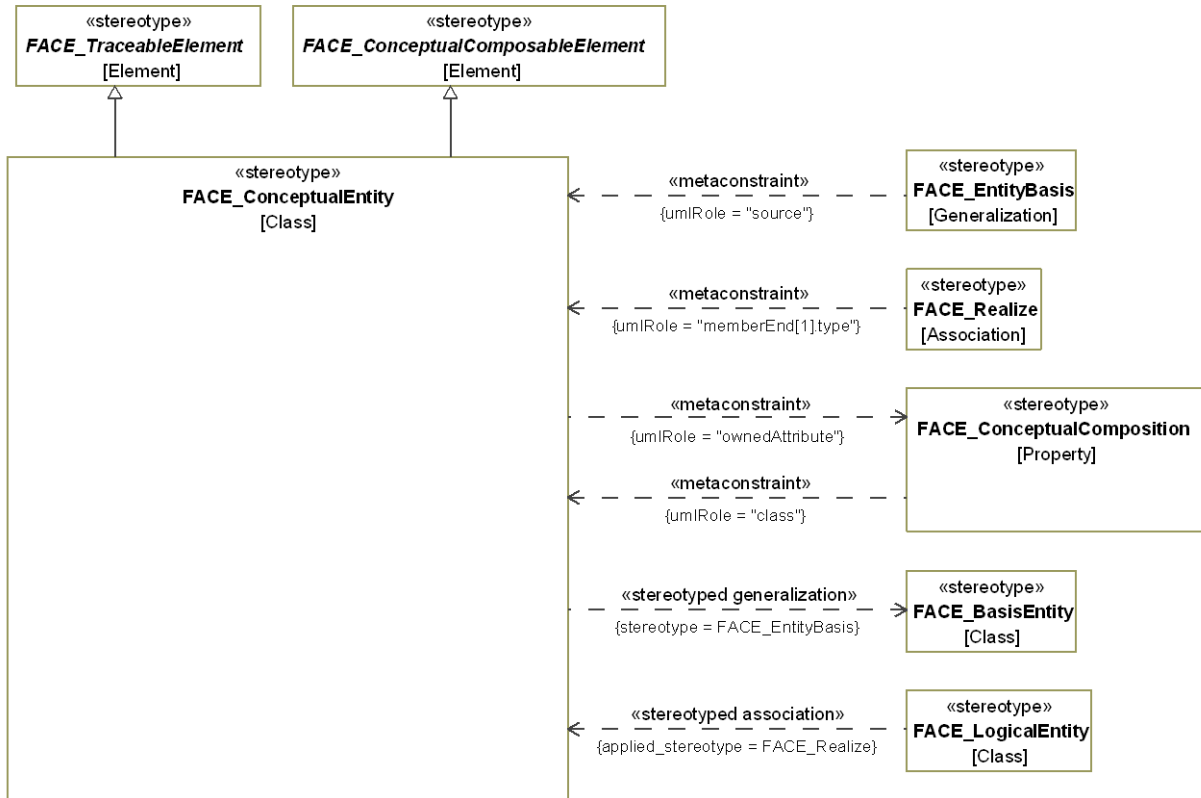 «stereotype»
FACE_TraceableElement
[Element]
«stereotype»
FACE_ConceptualComposableElement
[Element]
«stereotype»
FACE_ConceptualEntity
[Class]
«metaconstraint»
{umlRole = "source"}
«stereotype»
FACE_EntityBasis
[Generalization]
«metaconstraint»
{umlRole = "memberEnd[1].type"}
«stereotype»
FACE_Realize
[Association]
«metaconstraint»
{umlRole = "ownedAttribute"}
«metaconstraint»
{umlRole = "class"}
«stereotype»
FACE_ConceptualComposition
[Property]
«stereotyped generalization»
{stereotype = FACE_EntityBasis}
«stereotype»
FACE_BasisEntity
[Class]
«stereotyped association»
{applied_stereotype = FACE_Realize}
«stereotype»
FACE_LogicalEntity
[Class]